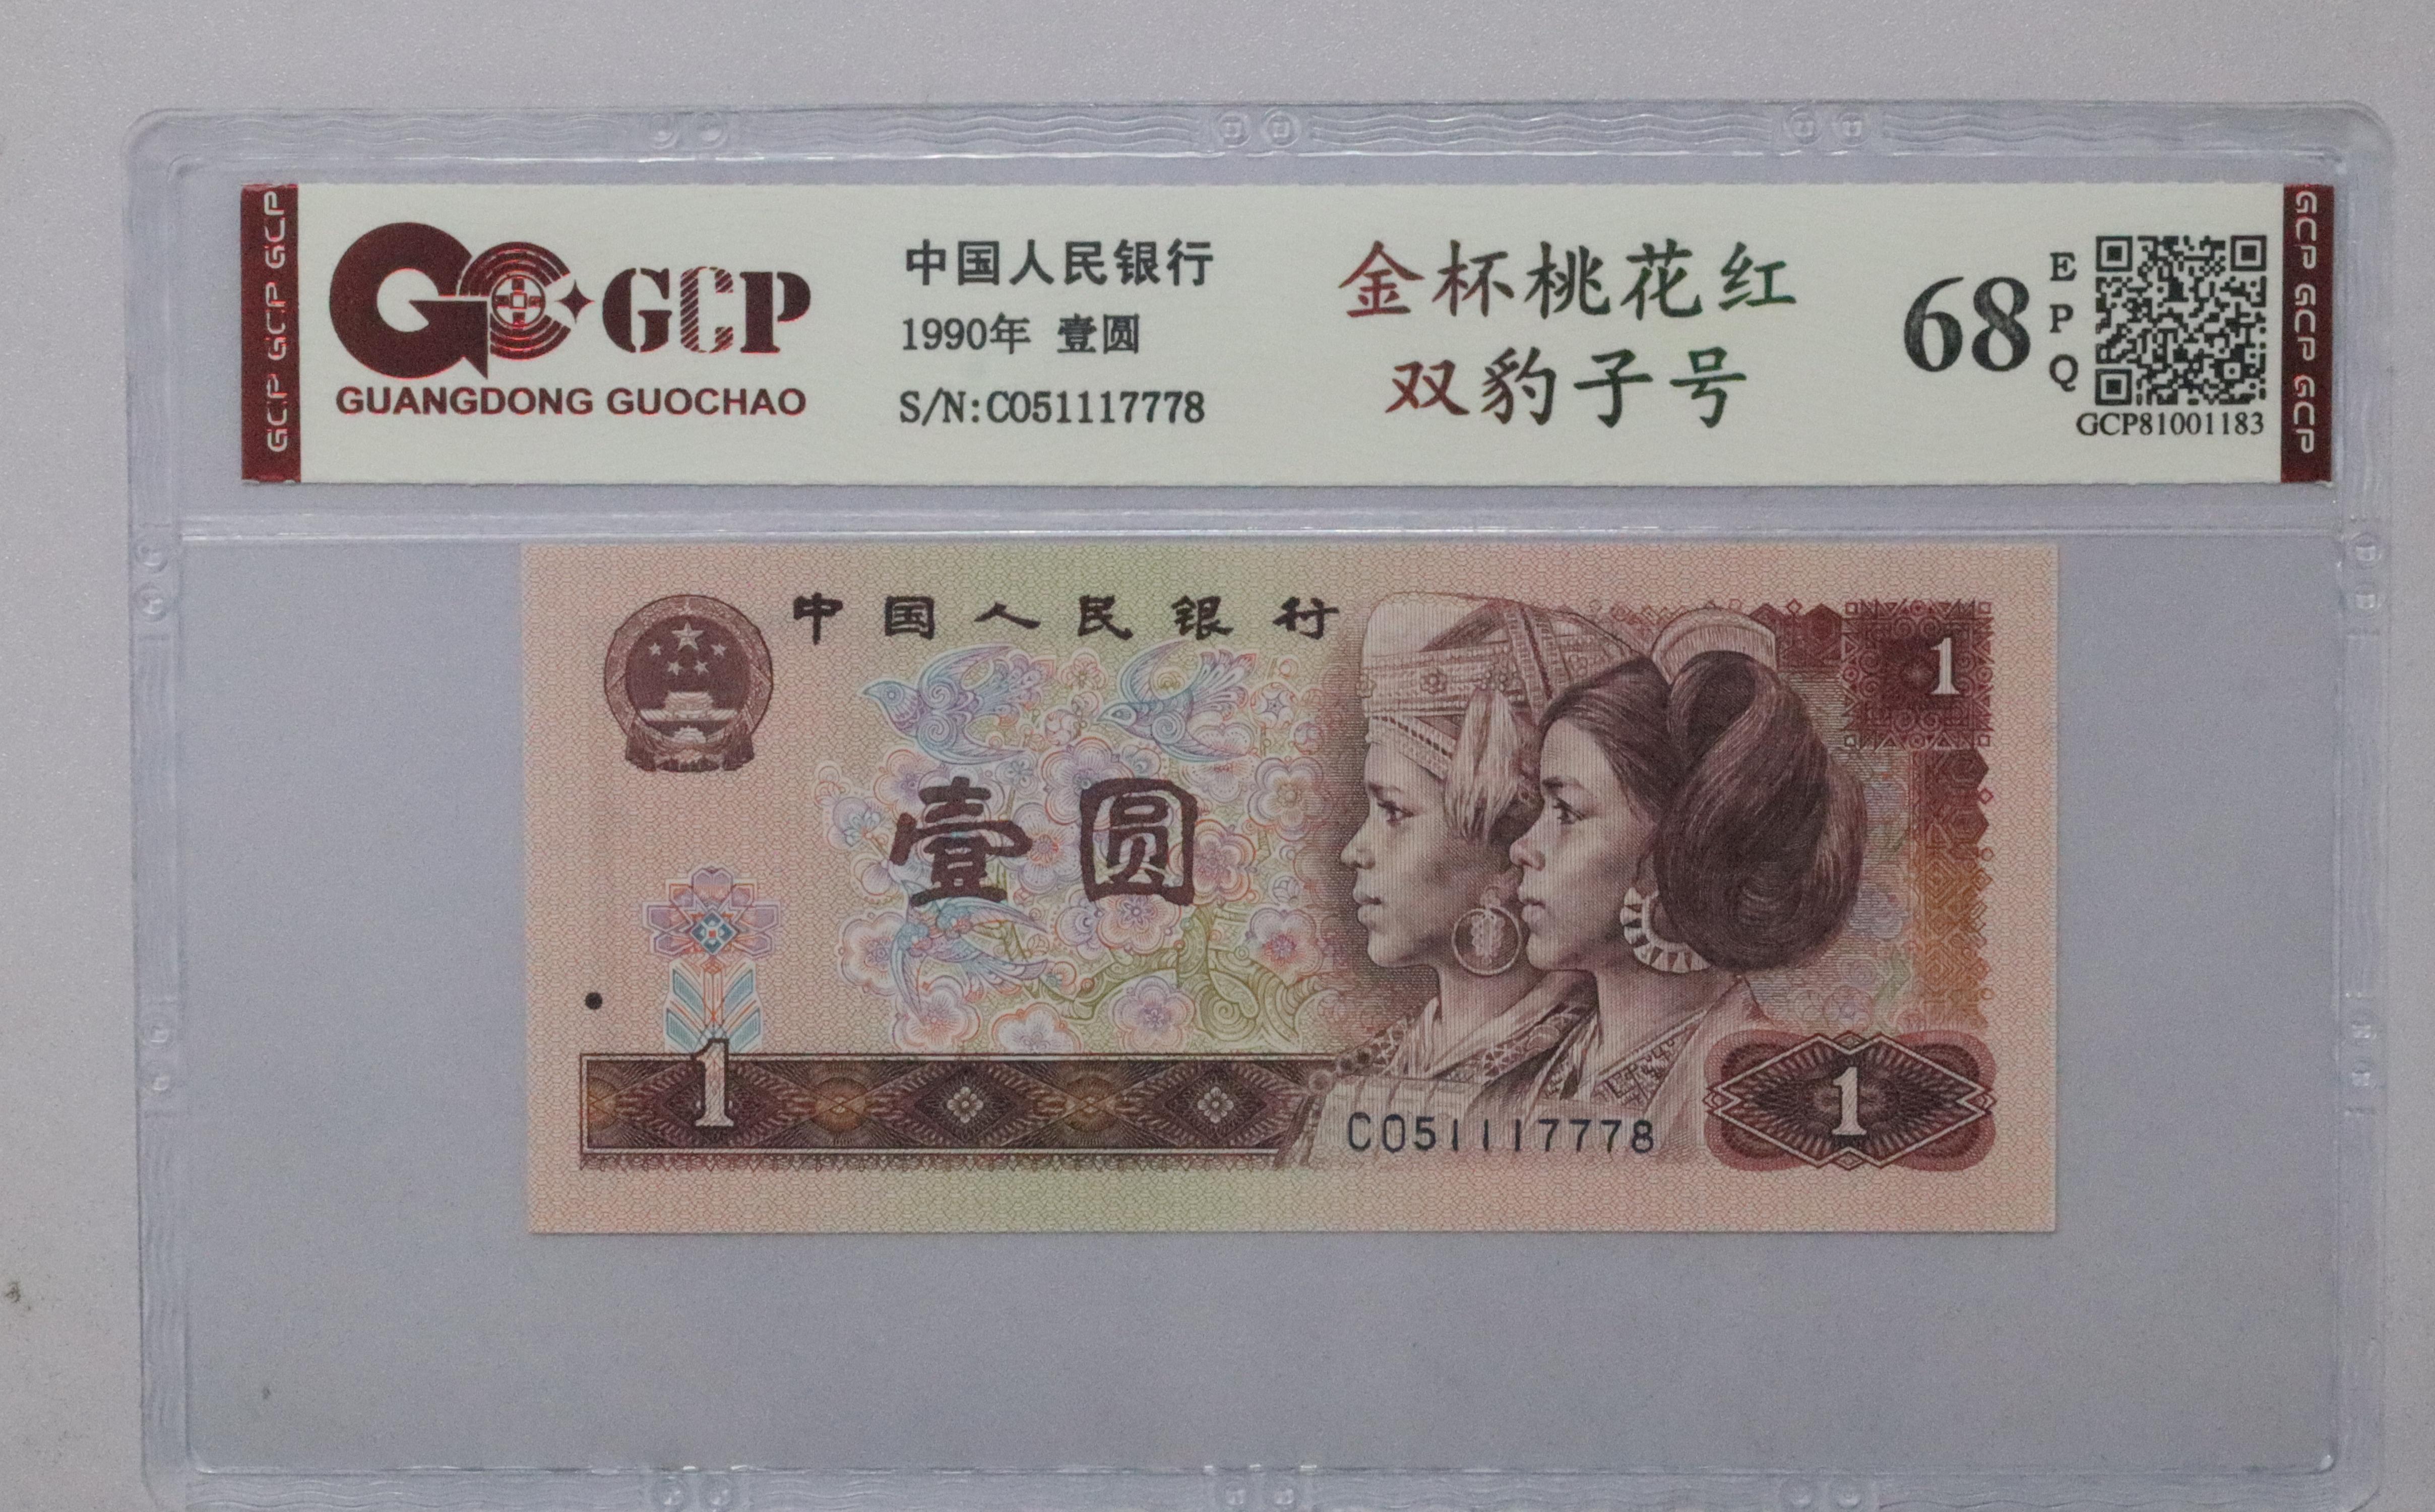 GCP GCP GCP
GCP
GUANGDONG GUOCHAO
中国人民银行
1990年 壹圆
S/N:C051117778
金杯桃花红
双豹子号
68
EPQ
GCP81001183
GCP GCP GCP
中国人民银行
1
壹圆
1
C051117778
1